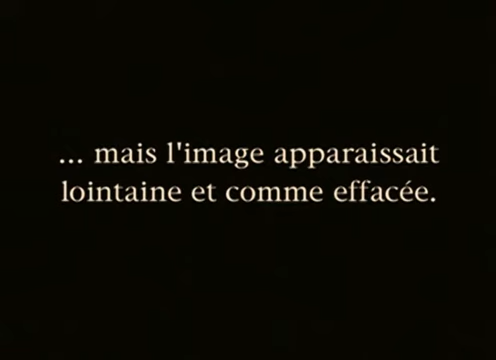 ... mais l'image apparaissait
lointaine et comme effacée.